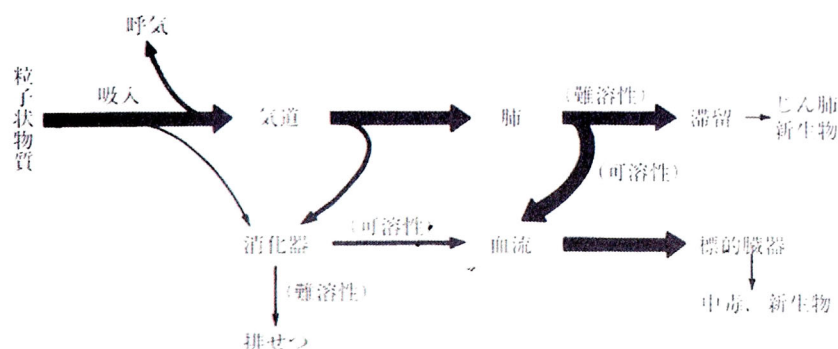 呼気
粒子状物質
吸入
気道
肺
(難溶性)
滞留
じん肺
新生物
(可溶性)
消化器
(可溶性)
血流
標的臓器
(難溶性)
中毒, 新生物
排せつ